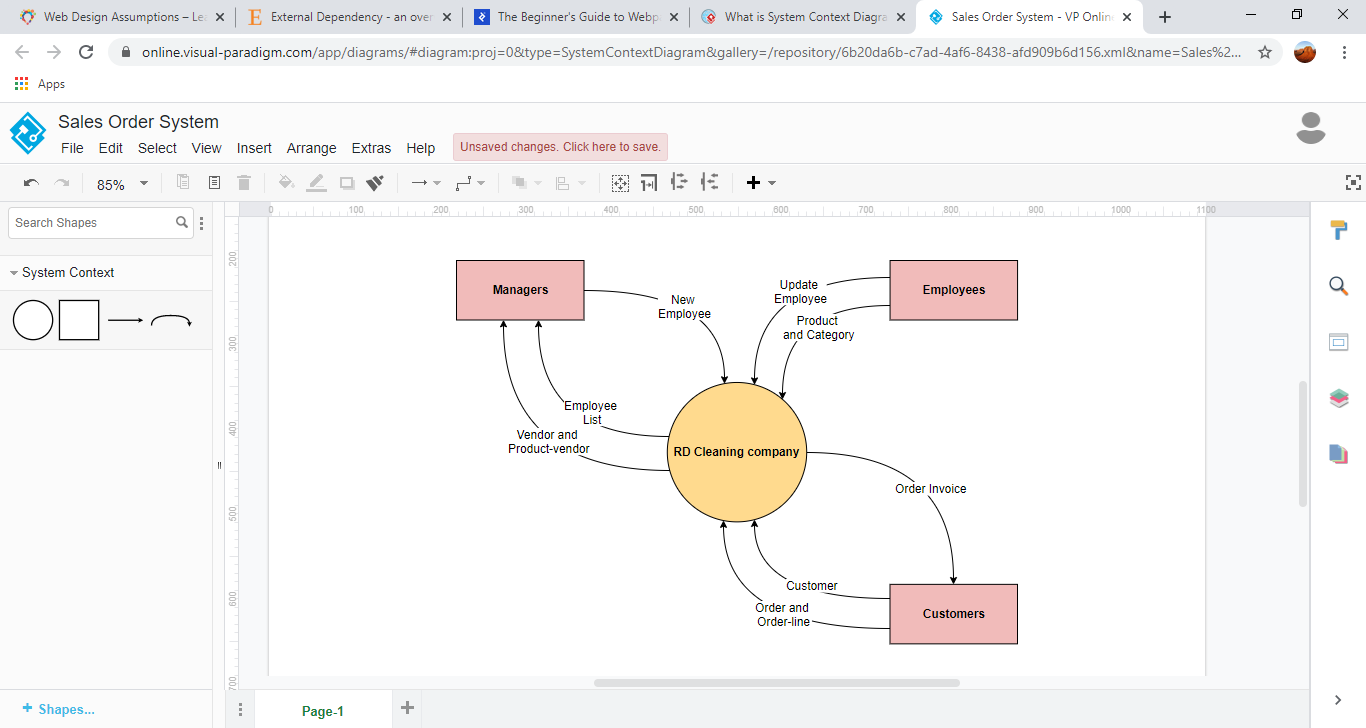 Web Design Assumptions – Le
External Dependency - an over
The Beginner's Guide to Webp
What is System Context Diagra
Sales Order System - VP Online
online.visual-paradigm.com/app/diagrams/#diagram:proj=0&type=SystemContextDiagram&gallery=/repository/6b20da6b-c7ad-4af6-8438-afd909b6d156.xml&name=Sales%2...
Apps
Sales Order System
File Edit Select View Insert Arrange Extras Help
Unsaved changes. Click here to save.
85%
Search Shapes
0 100 200 300 400 500 600 700 800 900 1000 1100
System Context
200
300
400
500
600
700
Managers
Employees
New
Employee
Update
Employee
Product
and Category
Employee
List
Vendor and
Product-vendor
RD Cleaning company
Order Invoice
Customer
Order and
Order-line
Customers
+ Shapes...
Page-1